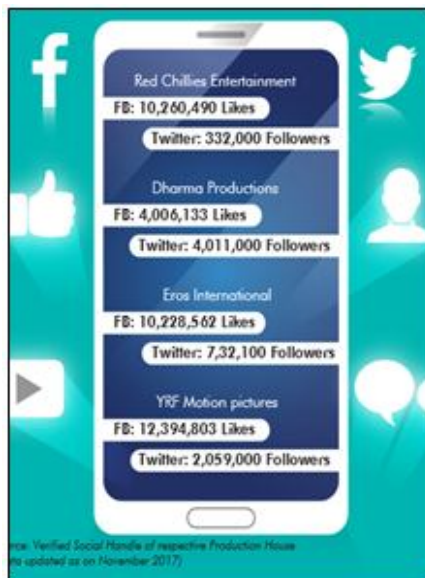 Red Chillies Entertainment
FB: 10,260,490 Likes
Twitter: 332,000 Followers
Dharma Productions
FB: 4,006,133 Likes
Twitter: 4,011,000 Followers
Eros International
FB: 10,228,562 Likes
Twitter: 7,32,100 Followers
YRF Motion pictures
FB: 12,394,803 Likes
Twitter: 2,059,000 Followers
Verified Social Handle of respective Production House
updated as on November 2017)